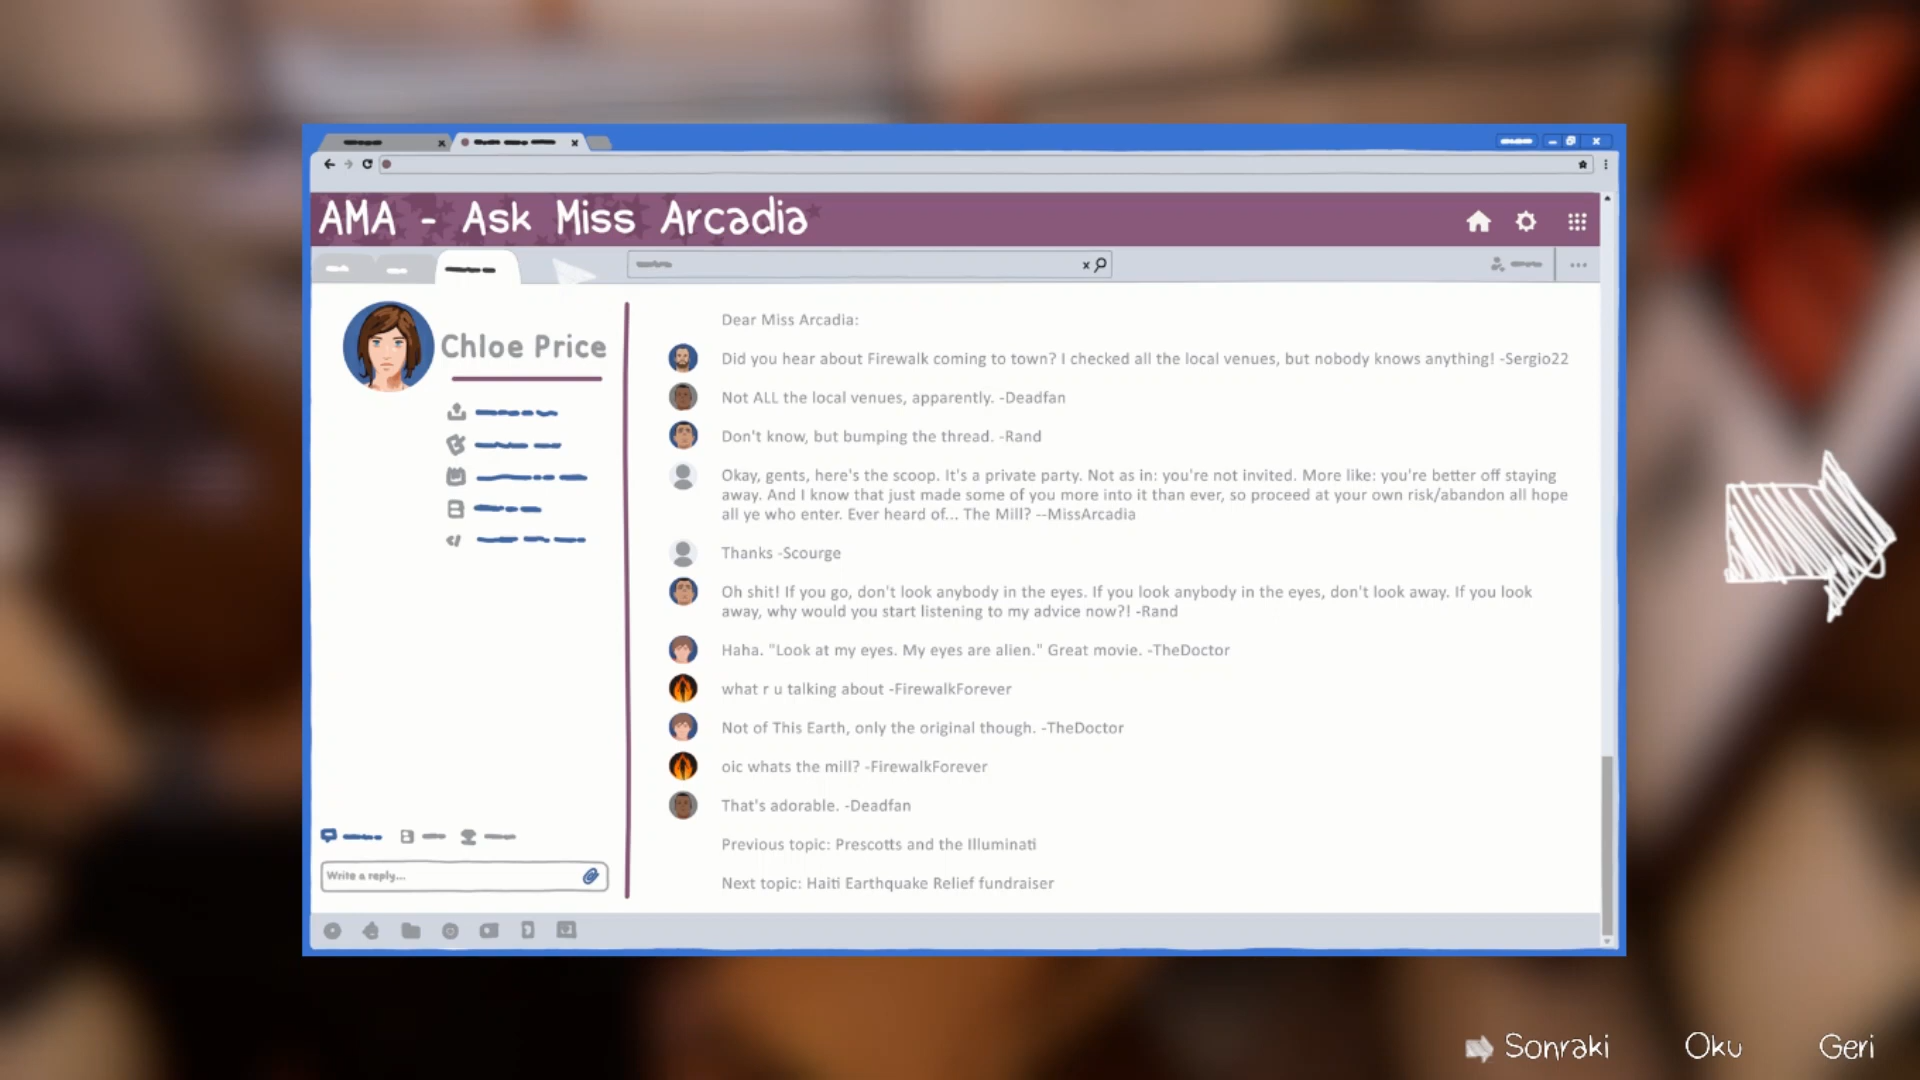 AMA - Ask Miss Arcadia
Chloe Price
Dear Miss Arcadia:
Did you hear about Firewalk coming to town? I checked all the local venues, but nobody knows anything! -Sergio22
Not ALL the local venues, apparently. -Deadfan
Don't know, but bumping the thread. -Rand
Okay, gents, here's the scoop. It's a private party. Not as in: you're not invited. More like: you're better off staying
away. And I know that just made some of you more into it than ever, so proceed at your own risk/abandon all hope
all ye who enter. Ever heard of... The Mill? --MissArcadia
Thanks -Scourge
Oh shit! If you go, don't look anybody in the eyes. If you look anybody in the eyes, don't look away. If you look
away, why would you start listening to my advice now?! -Rand
Haha. "Look at my eyes. My eyes are alien." Great movie. -TheDoctor
what r u talking about -FirewalkForever
Not of This Earth, only the original though. -TheDoctor
oic whats the mill? -FirewalkForever
That's adorable. -Deadfan
Previous topic: Prescotts and the Illuminati
Next topic: Haiti Earthquake Relief fundraiser
Write a reply...
Sonraki
Oku
Geri